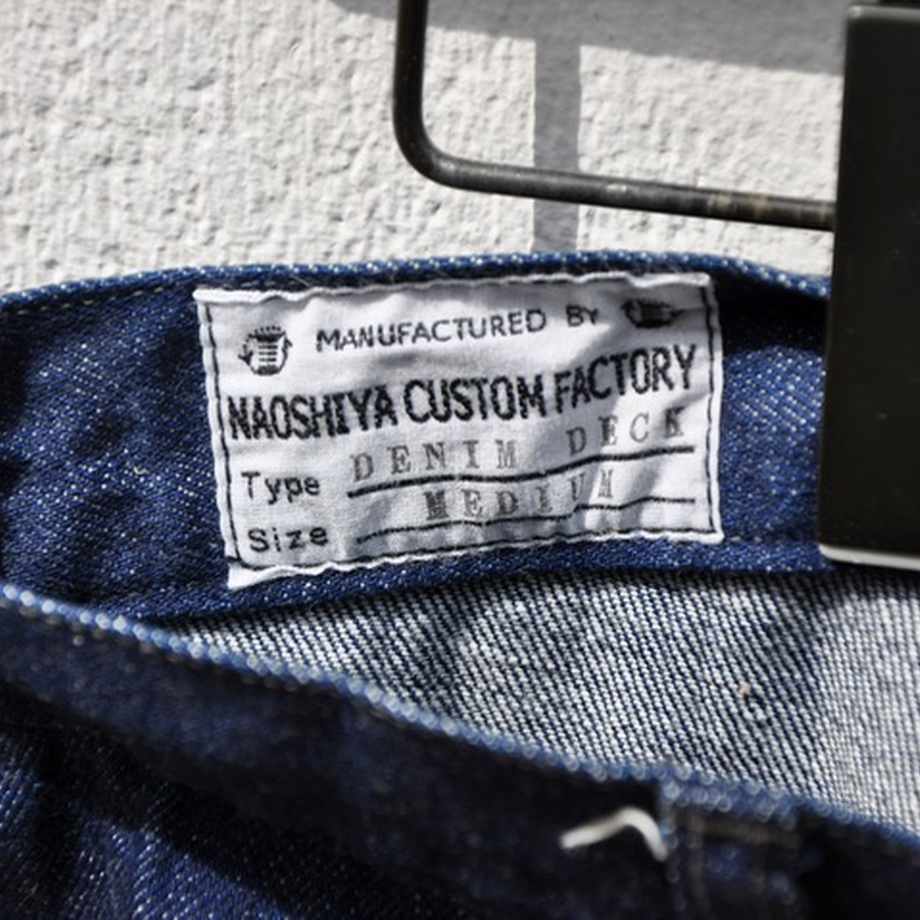 MANUFACTURED BY
NAOSHIYA CUSTOM FACTORY
Type DENIM DECK
Size MEDIUM